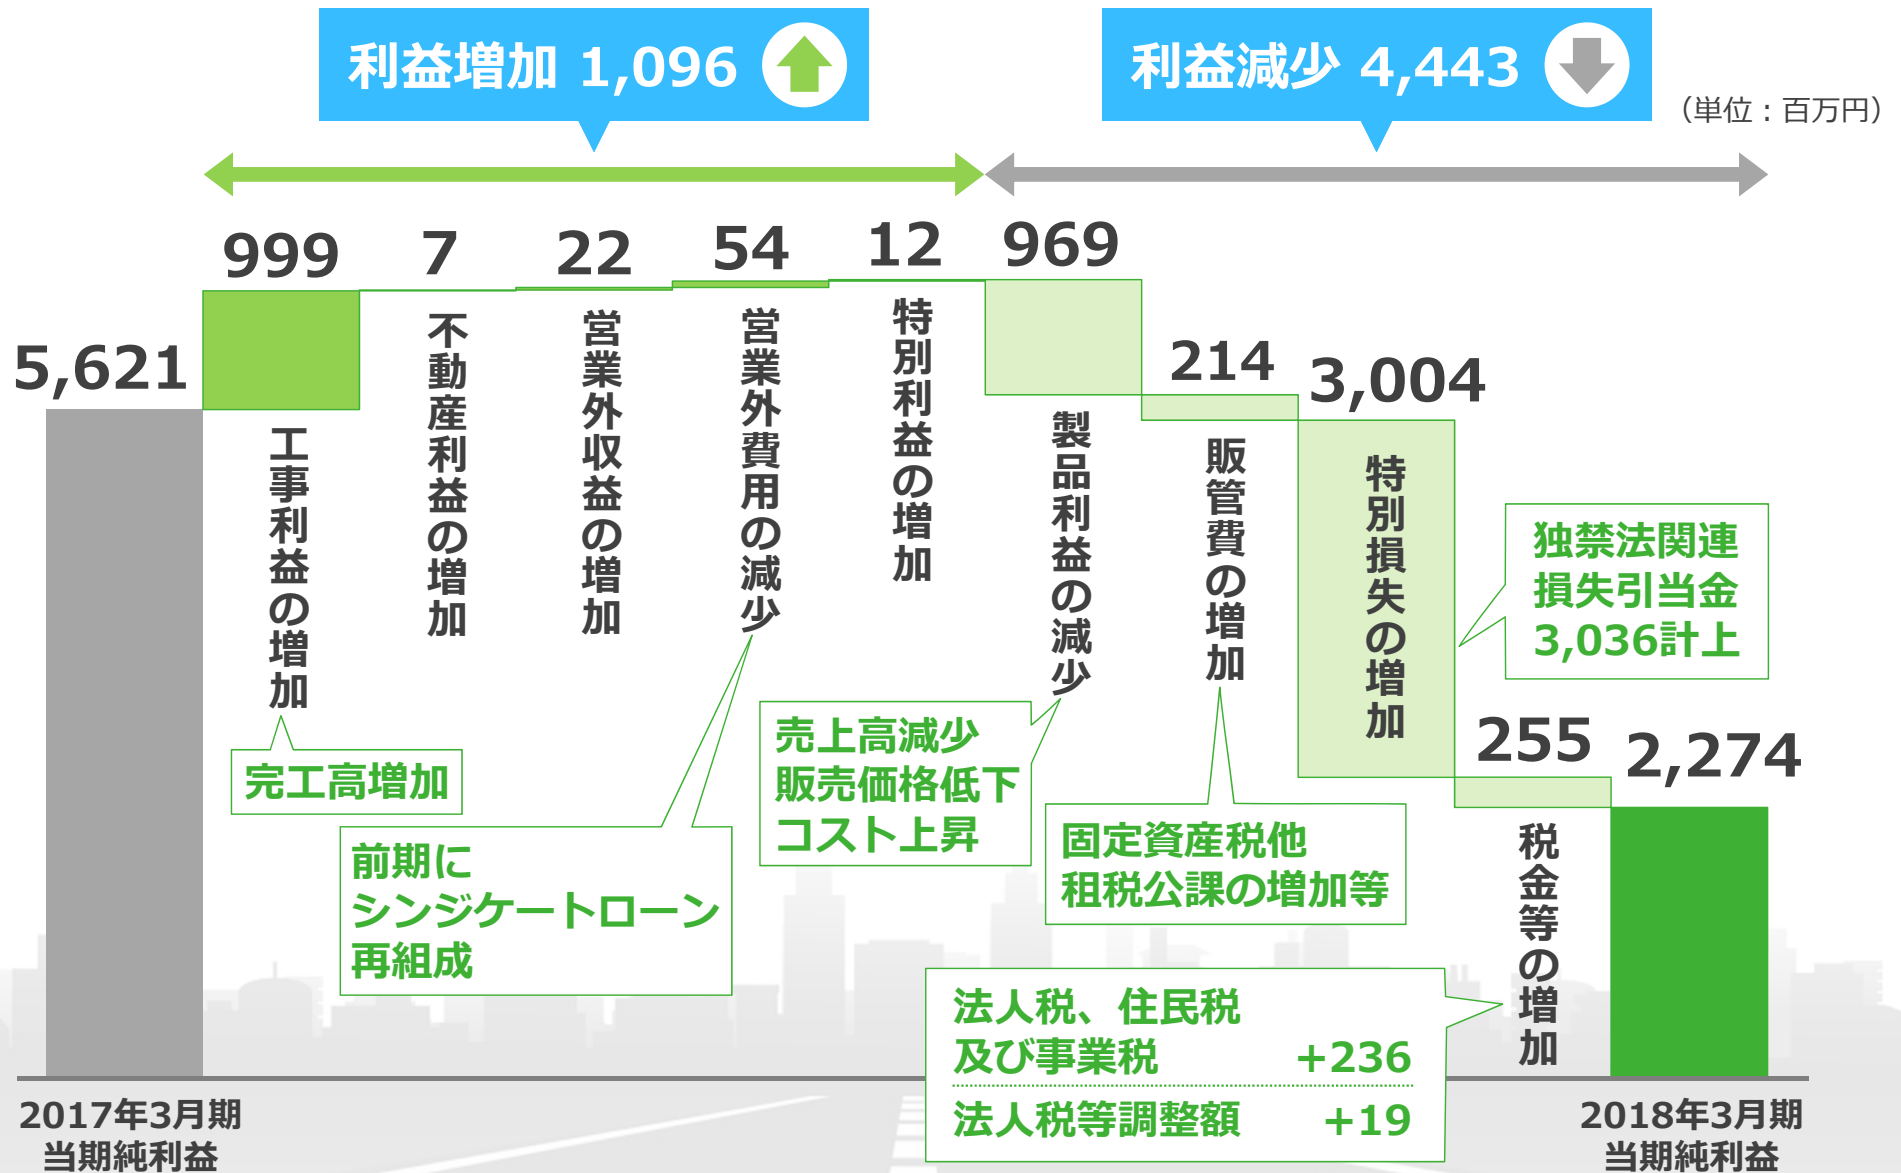 利益増加 1,096
利益減少 4,443
（単位：百万円）
5,621
999
7
22
54
12
969
214
3,004
255
2,274
工事利益の増加
不動産利益の増加
営業外収益の増加
営業外費用の減少
特別利益の増加
製品利益の減少
販管費の増加
特別損失の増加
税金等の増加
完工高増加
前期に
シンジケートローン
再組成
売上高減少
販売価格低下
コスト上昇
固定資産税他
租税公課の増加等
独禁法関連
損失引当金
3,036計上
法人税、住民税
及び事業税 +236
法人税等調整額 +19
2017年3月期
当期純利益
2018年3月期
当期純利益